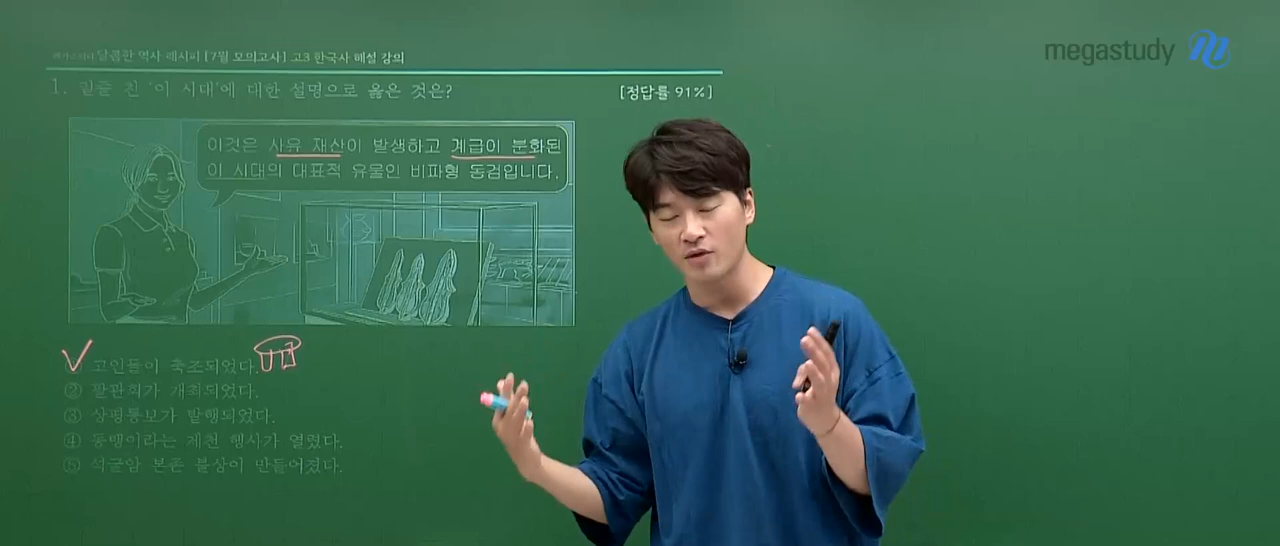 달콤한 역사 레시피 [7월 모의고사] 고3 한국사 해설 강의
megastudy
1. 밑줄 친 '이 시대'에 대한 설명으로 옳은 것은?
[정답률 91%]
이것은 사유 재산이 발생하고 계급이 분화된
이 시대의 대표적 유물인 비파형 동검입니다.
① 고인돌이 축조되었다.
② 팔관회가 개최되었다.
③ 상평통보가 발행되었다.
④ 동맹이라는 제천 행사가 열렸다.
⑤ 석굴암 본존 불상이 만들어졌다.